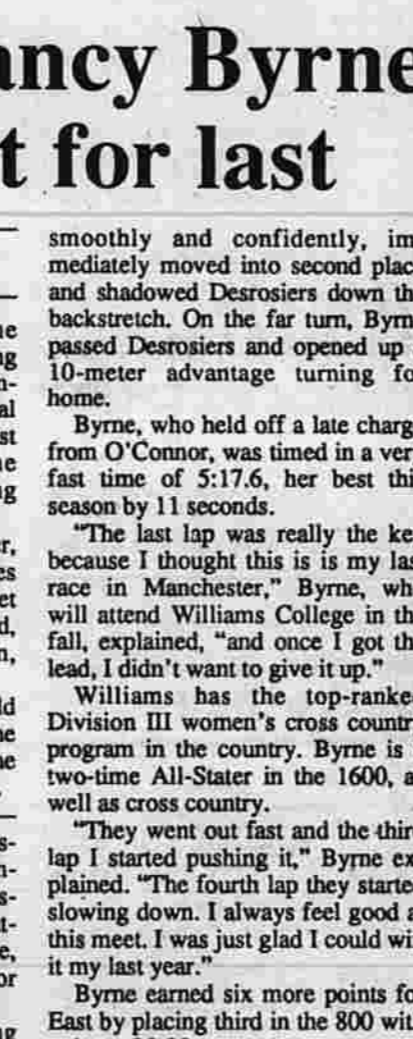 ancy Byrne
t for last
smoothly and confidently, im
mediately moved into second plac
and shadowed Desrosiers down th
backstretch. On the far turn, Byrn
passed Desrosiers and opened up
10-meter advantage turning fo
home.
Byrne, who held off a late charg
from O'Connor, was timed in a ver
fast time of 5:17.6, her best thi
season by 11 seconds.
"The last lap was really the ke
because I thought this is is my las
race in Manchester," Byrne, wh
will attend Williams College in th
fall, explained, "and once I got th
lead, I didn't want to give it up."
Williams has the top-ranke
Division III women's cross countr
program in the country. Byrne is
two-time All-Stater in the 1600, a
well as cross country.
"They went out fast and the thir
lap I started pushing it," Byrne ex
plained. "The fourth lap they starte
slowing down. I always feel good a
this meet. I was just glad I could wi
it my last year."
Byrne earned six more points fo
East by placing third in the 800 wit